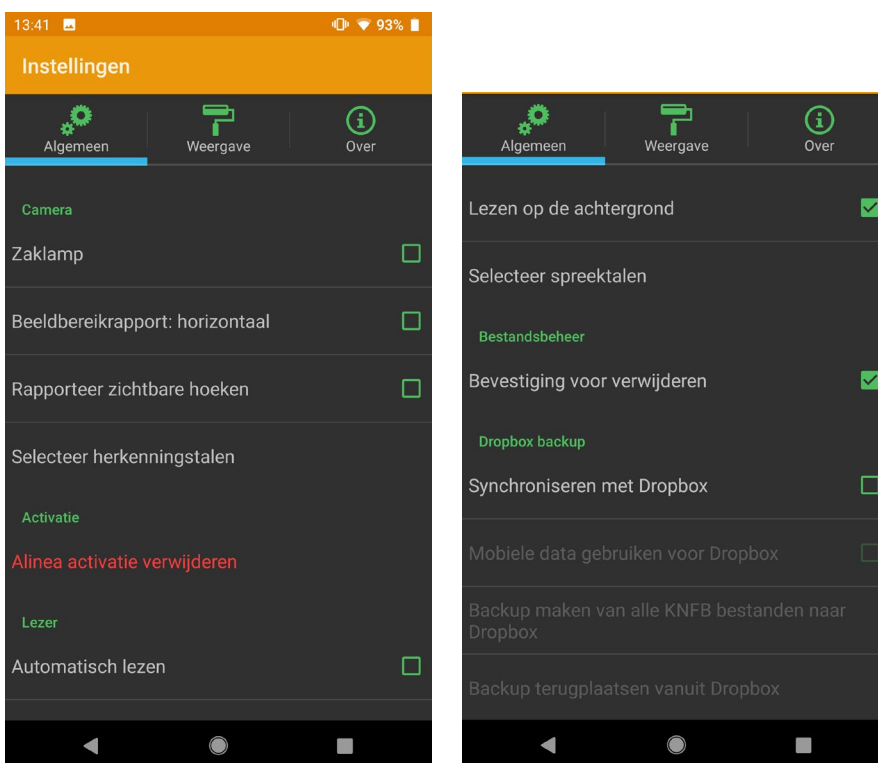 13:41
93%
Instellingen
Algemeen
Weergave
Over
Camera
Zaklamp
Beeldbereikrapport: horizontaal
Rapporteer zichtbare hoeken
Selecteer herkenningstalen
Activatie
Alinea activatie verwijderen
Lezer
Automatisch lezen
Algemeen
Weergave
Over
Lezen op de achtergrond
Selecteer spreektalen
Bestandsbeheer
Bevestiging voor verwijderen
Dropbox backup
Synchroniseren met Dropbox
Mobiele data gebruiken voor Dropbox
Backup maken van alle KNFB bestanden naar
Dropbox
Backup terugplaatsen vanuit Dropbox